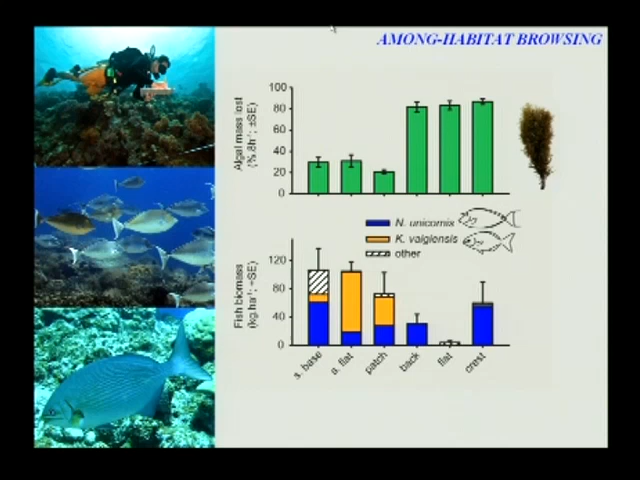 AMONG-HABITAT BROWSING
Algal mass lost
(%.8h⁻¹; ±SE)
100
80
60
40
20
0
N. unicornis
K. vaigiensis
other
Fish biomass
(kg.ha⁻¹; +SE)
120
80
40
0
s. base
a. flat
patch
back
flat
crest